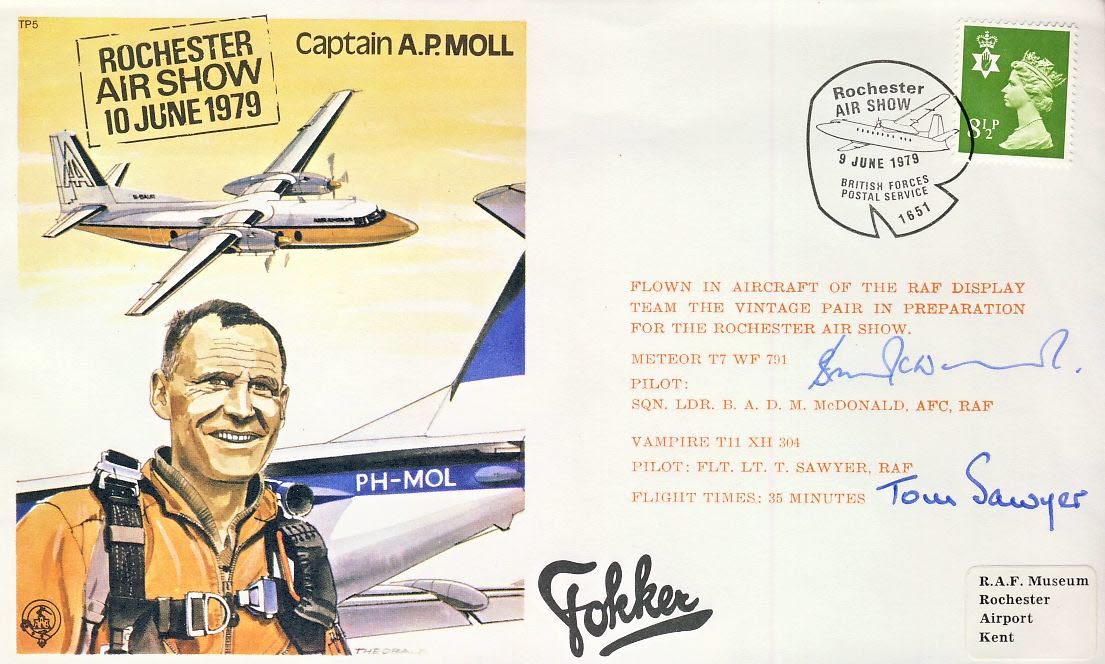 TP5
ROCHESTER
AIR SHOW
10 JUNE 1979
Captain A.P. MOLL
PH-MOL
Rochester
AIR SHOW
9 JUNE 1979
BRITISH FORCES
POSTAL SERVICE
1651
8½P
FLOWN IN AIRCRAFT OF THE RAF DISPLAY
TEAM THE VINTAGE PAIR IN PREPARATION
FOR THE ROCHESTER AIR SHOW.
METEOR T7 WF 791
PILOT:
SQN. LDR. B. A. D. M. McDONALD, AFC, RAF
VAMPIRE T11 XH 304
PILOT: FLT. LT. T. SAWYER, RAF
FLIGHT TIMES: 35 MINUTES
Tom Sawyer
Fokker
R.A.F. Museum
Rochester
Airport
Kent